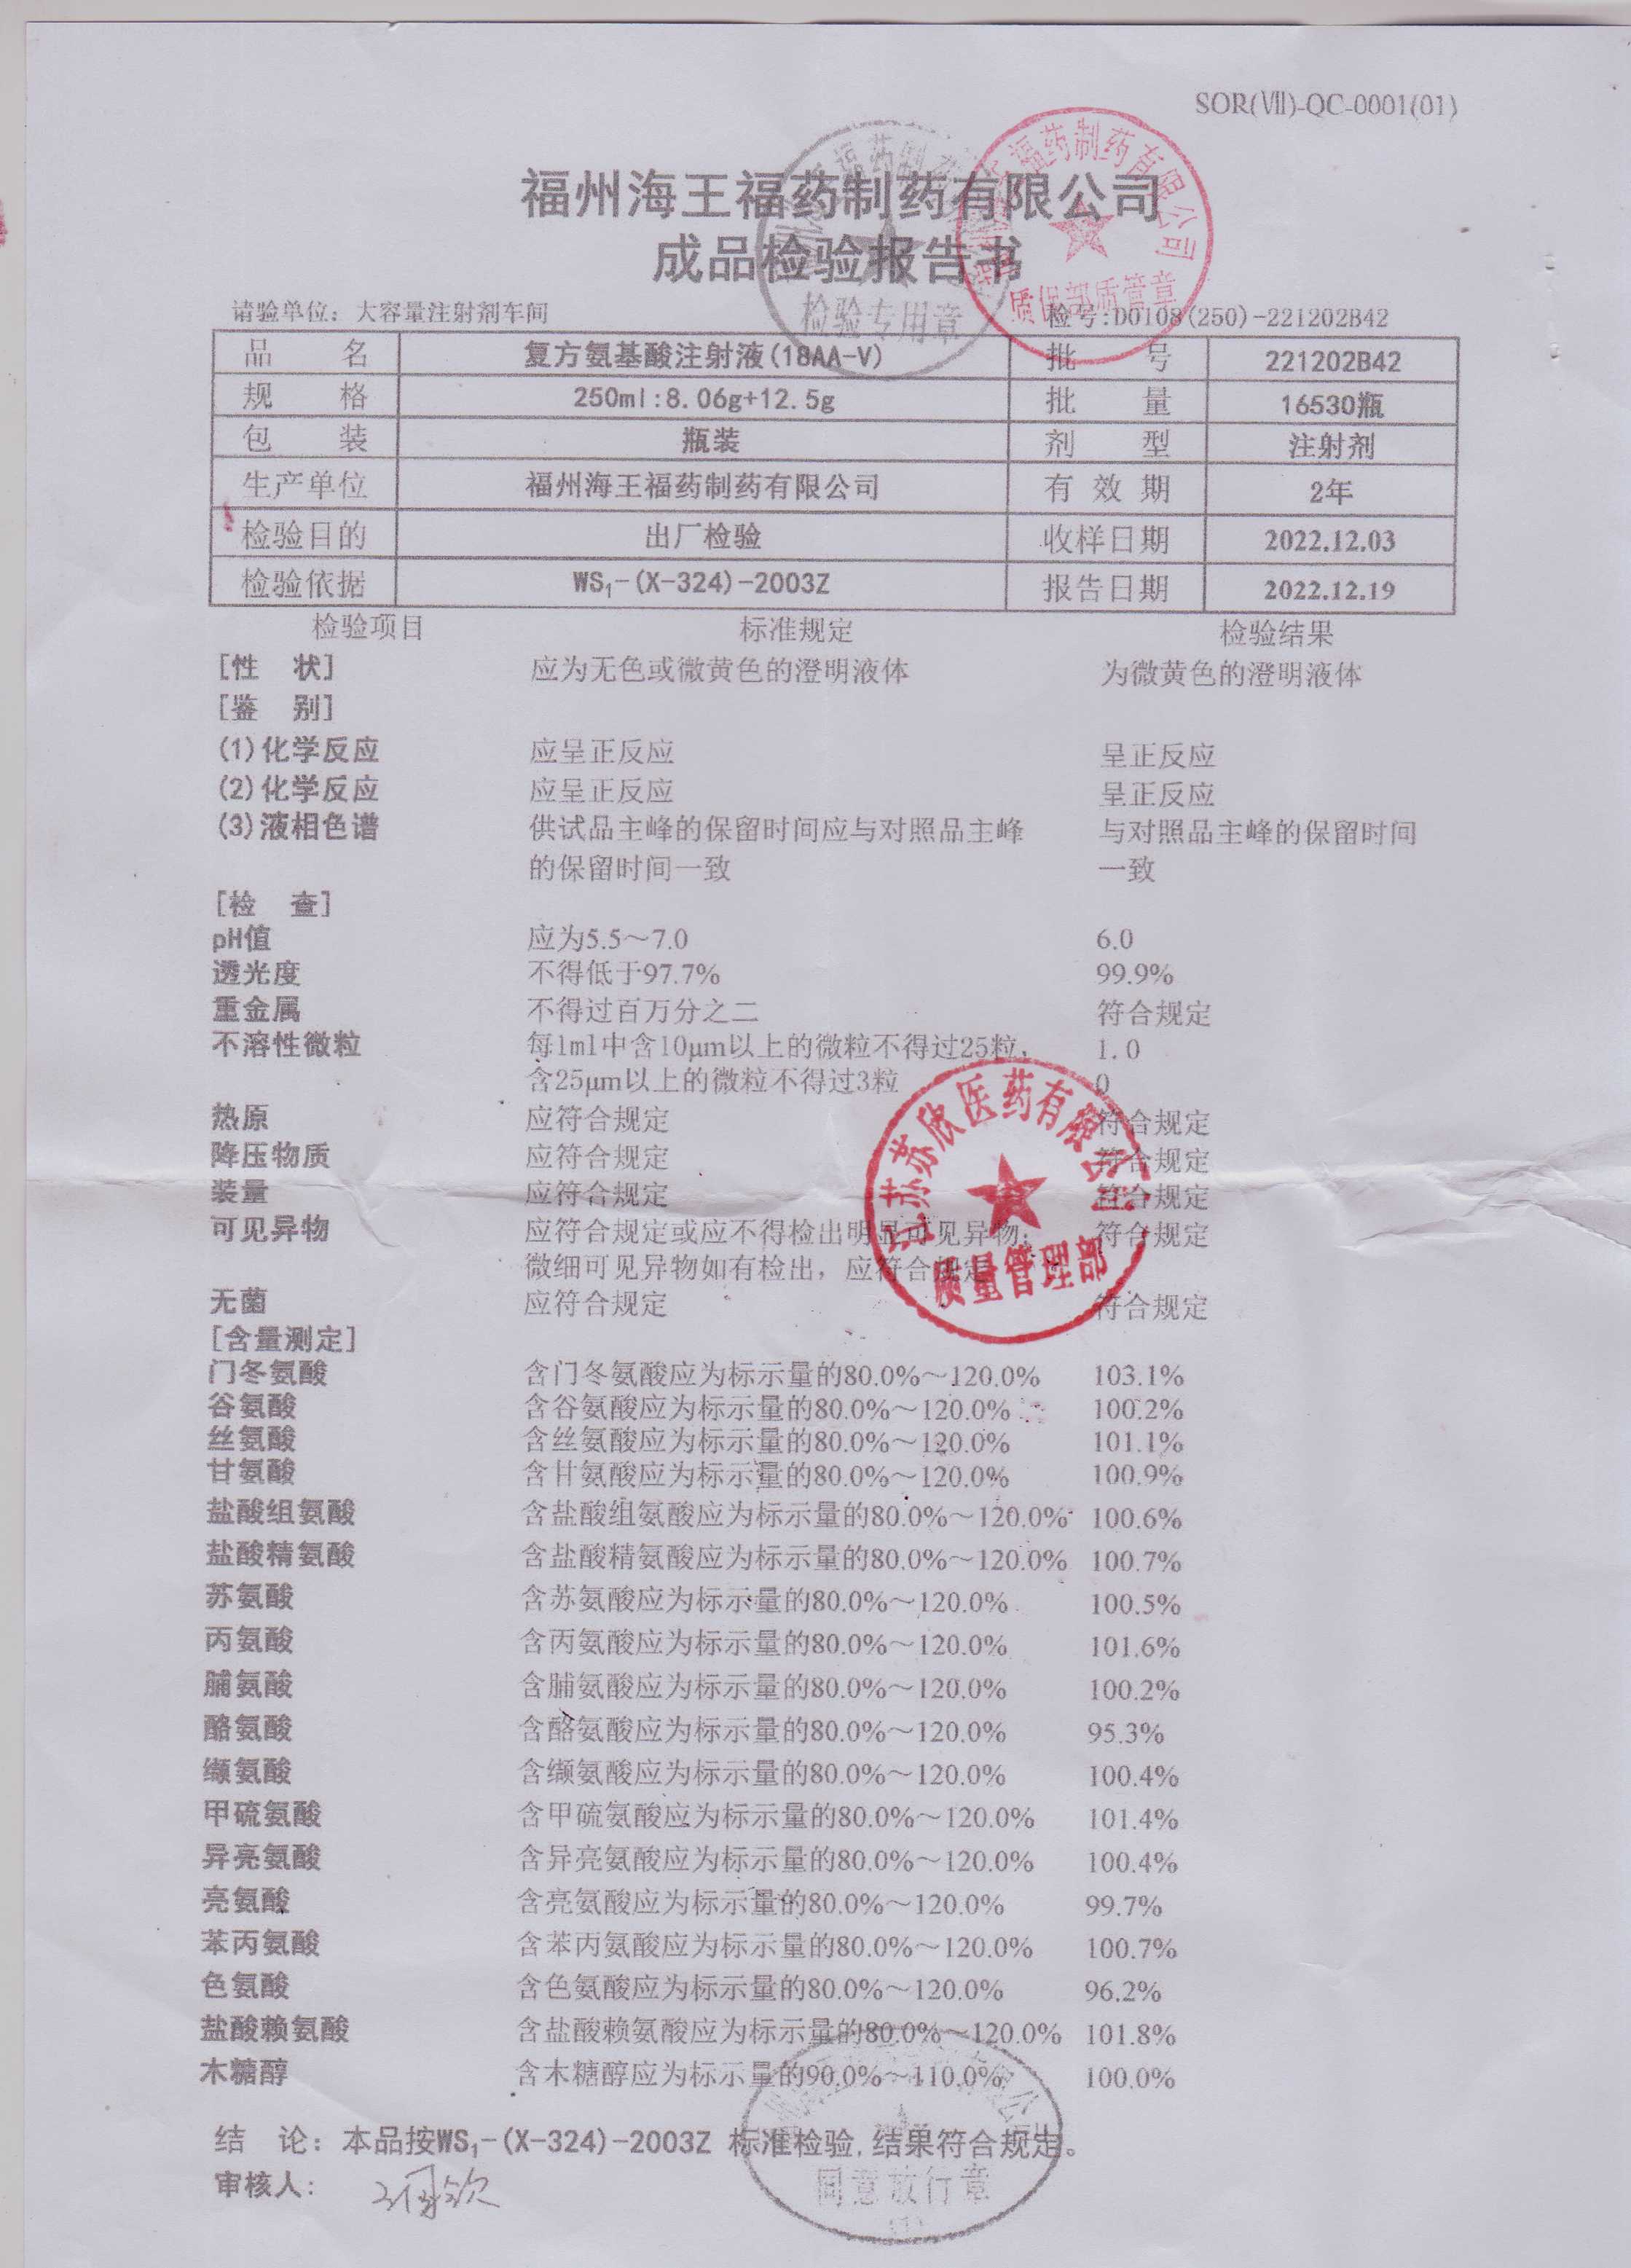 SOR(Ⅶ)-QC-0001(01)
福州海王福药制药有限公司
成品检验报告书
请验单位：大容量注射剂车间 检号:D0108(250)-221202B42
品 名 复方氨基酸注射液(18AA-V) 批 号 221202B42
规 格 250ml:8.06g+12.5g 批 量 16530瓶
包 装 瓶装 剂 型 注射剂
生产单位 福州海王福药制药有限公司 有 效 期 2年
检验目的 出厂检验 收样日期 2022.12.03
检验依据 WS₁-(X-324)-2003Z 报告日期 2022.12.19
检验项目 标准规定 检验结果
[性 状] 应为无色或微黄色的澄明液体 为微黄色的澄明液体
[鉴 别]
(1)化学反应 应呈正反应 呈正反应
(2)化学反应 应呈正反应 呈正反应
(3)液相色谱 供试品主峰的保留时间应与对照品主峰 与对照品主峰的保留时间
的保留时间一致 一致
[检 查]
pH值 应为5.5～7.0 6.0
透光度 不得低于97.7% 99.9%
重金属 不得过百万分之二 符合规定
不溶性微粒 每1ml中含10μm以上的微粒不得过25粒, 1.0
含25μm以上的微粒不得过3粒 0
热原 应符合规定 符合规定
降压物质 应符合规定 符合规定
装量 应符合规定 符合规定
可见异物 应符合规定或应不得检出明显可见异物; 符合规定
微细可见异物如有检出，应符合规定
无菌 应符合规定 符合规定
[含量测定]
门冬氨酸 含门冬氨酸应为标示量的80.0%～120.0% 103.1%
谷氨酸 含谷氨酸应为标示量的80.0%～120.0% 100.2%
丝氨酸 含丝氨酸应为标示量的80.0%～120.0% 101.1%
甘氨酸 含甘氨酸应为标示量的80.0%～120.0% 100.9%
盐酸组氨酸 含盐酸组氨酸应为标示量的80.0%～120.0% 100.6%
盐酸精氨酸 含盐酸精氨酸应为标示量的80.0%～120.0% 100.7%
苏氨酸 含苏氨酸应为标示量的80.0%～120.0% 100.5%
丙氨酸 含丙氨酸应为标示量的80.0%～120.0% 101.6%
脯氨酸 含脯氨酸应为标示量的80.0%～120.0% 100.2%
酪氨酸 含酪氨酸应为标示量的80.0%～120.0% 95.3%
缬氨酸 含缬氨酸应为标示量的80.0%～120.0% 100.4%
甲硫氨酸 含甲硫氨酸应为标示量的80.0%～120.0% 101.4%
异亮氨酸 含异亮氨酸应为标示量的80.0%～120.0% 100.4%
亮氨酸 含亮氨酸应为标示量的80.0%～120.0% 99.7%
苯丙氨酸 含苯丙氨酸应为标示量的80.0%～120.0% 100.7%
色氨酸 含色氨酸应为标示量的80.0%～120.0% 96.2%
盐酸赖氨酸 含盐酸赖氨酸应为标示量的80.0%～120.0% 101.8%
木糖醇 含木糖醇应为标示量的90.0%～110.0% 100.0%
结 论：本品按WS₁-(X-324)-2003Z 标准检验,结果符合规定。
审核人：
检验专用章
福药制药有限公司
质保部质管章
江苏苏欣医药有限公司
质量管理部
同意放行章
(1)